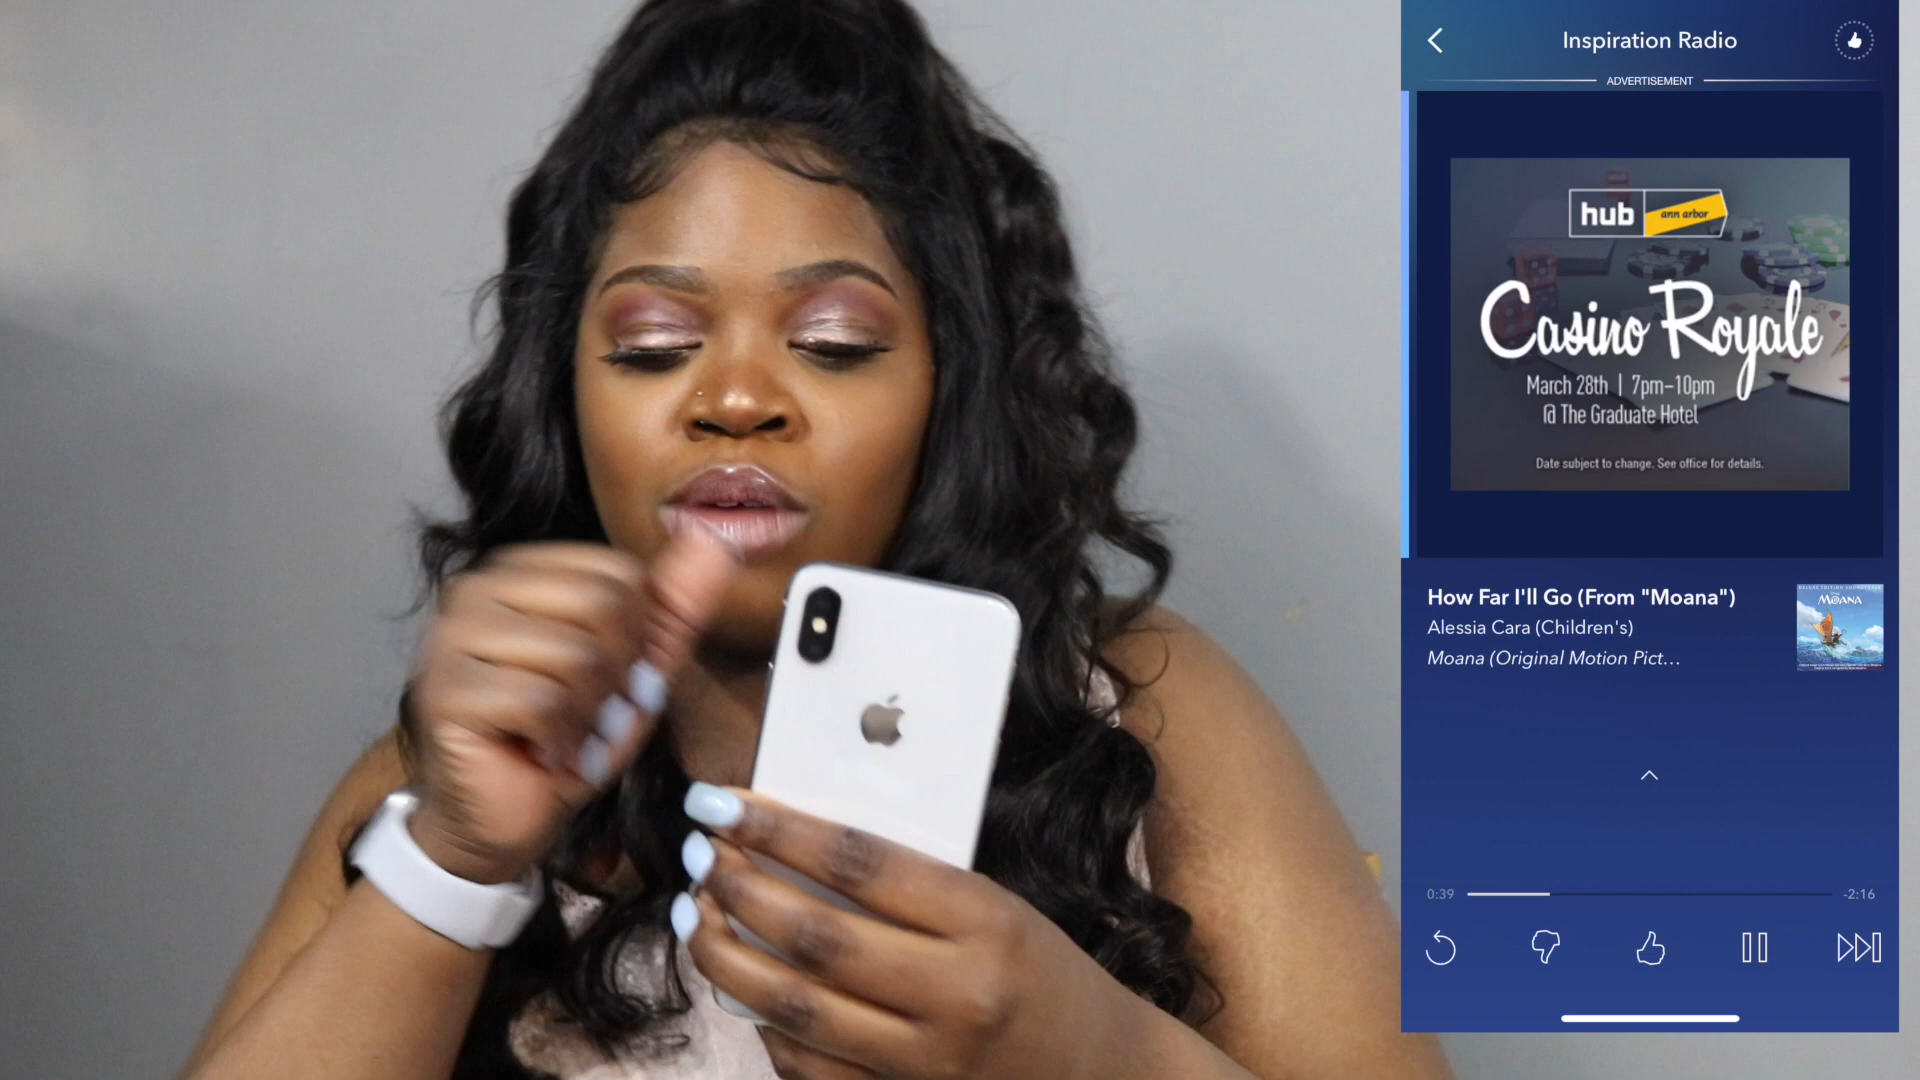 Inspiration Radio
ADVERTISEMENT
hub
ann arbor
Casino Royale
March 28th | 7pm-10pm
@ The Graduate Hotel
Date subject to change. See office for details.
How Far I'll Go (From "Moana")
Alessia Cara (Children's)
Moana (Original Motion Pict...
MOANA
0:39
-2:16